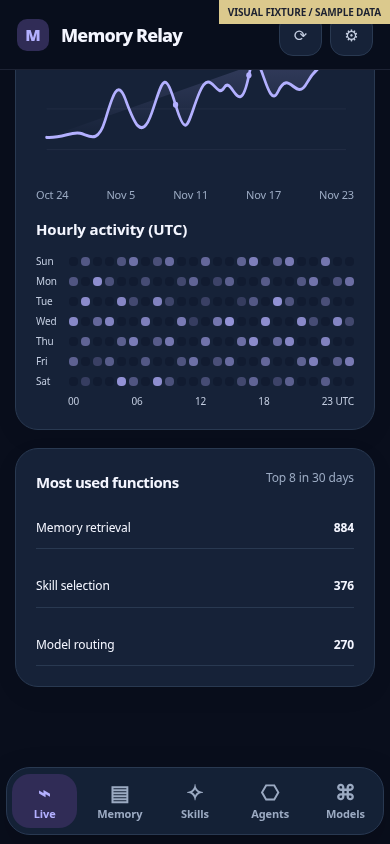 VISUAL FIXTURE / SAMPLE DATA
M Memory Relay
Oct 24 Nov 5 Nov 11 Nov 17 Nov 23
Hourly activity (UTC)
Sun
Mon
Tue
Wed
Thu
Fri
Sat
00 06 12 18 23 UTC
Most used functions Top 8 in 30 days
Memory retrieval 884
Skill selection 376
Model routing 270
Live Memory Skills Agents Models